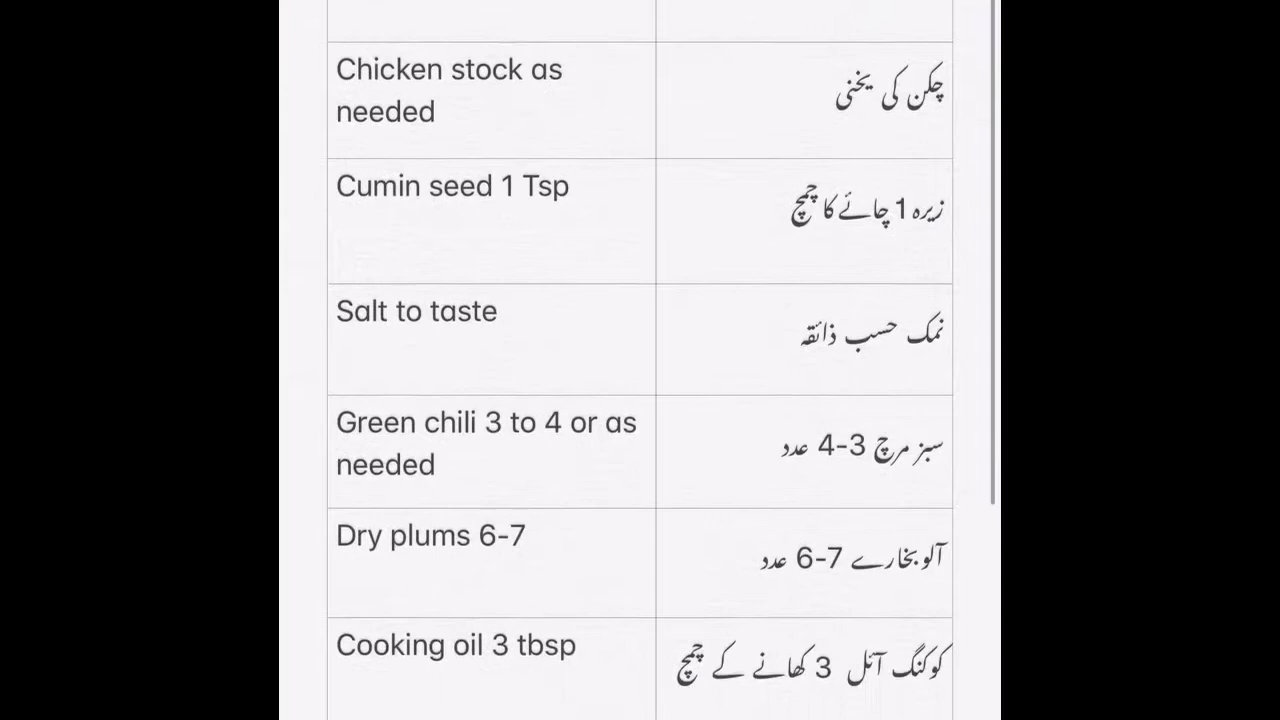 Chicken stock as
needed
چکن کی یخنی
Cumin seed 1 Tsp
زیرہ 1 چائے کا چمچ
Salt to taste
نمک حسب ذائقہ
Green chili 3 to 4 or as
needed
سبز مرچ 3-4 عدد
Dry plums 6-7
آلو بخارے 7-6 عدد
Cooking oil 3 tbsp
کوکنگ آئل 3 کھانے کے چمچ